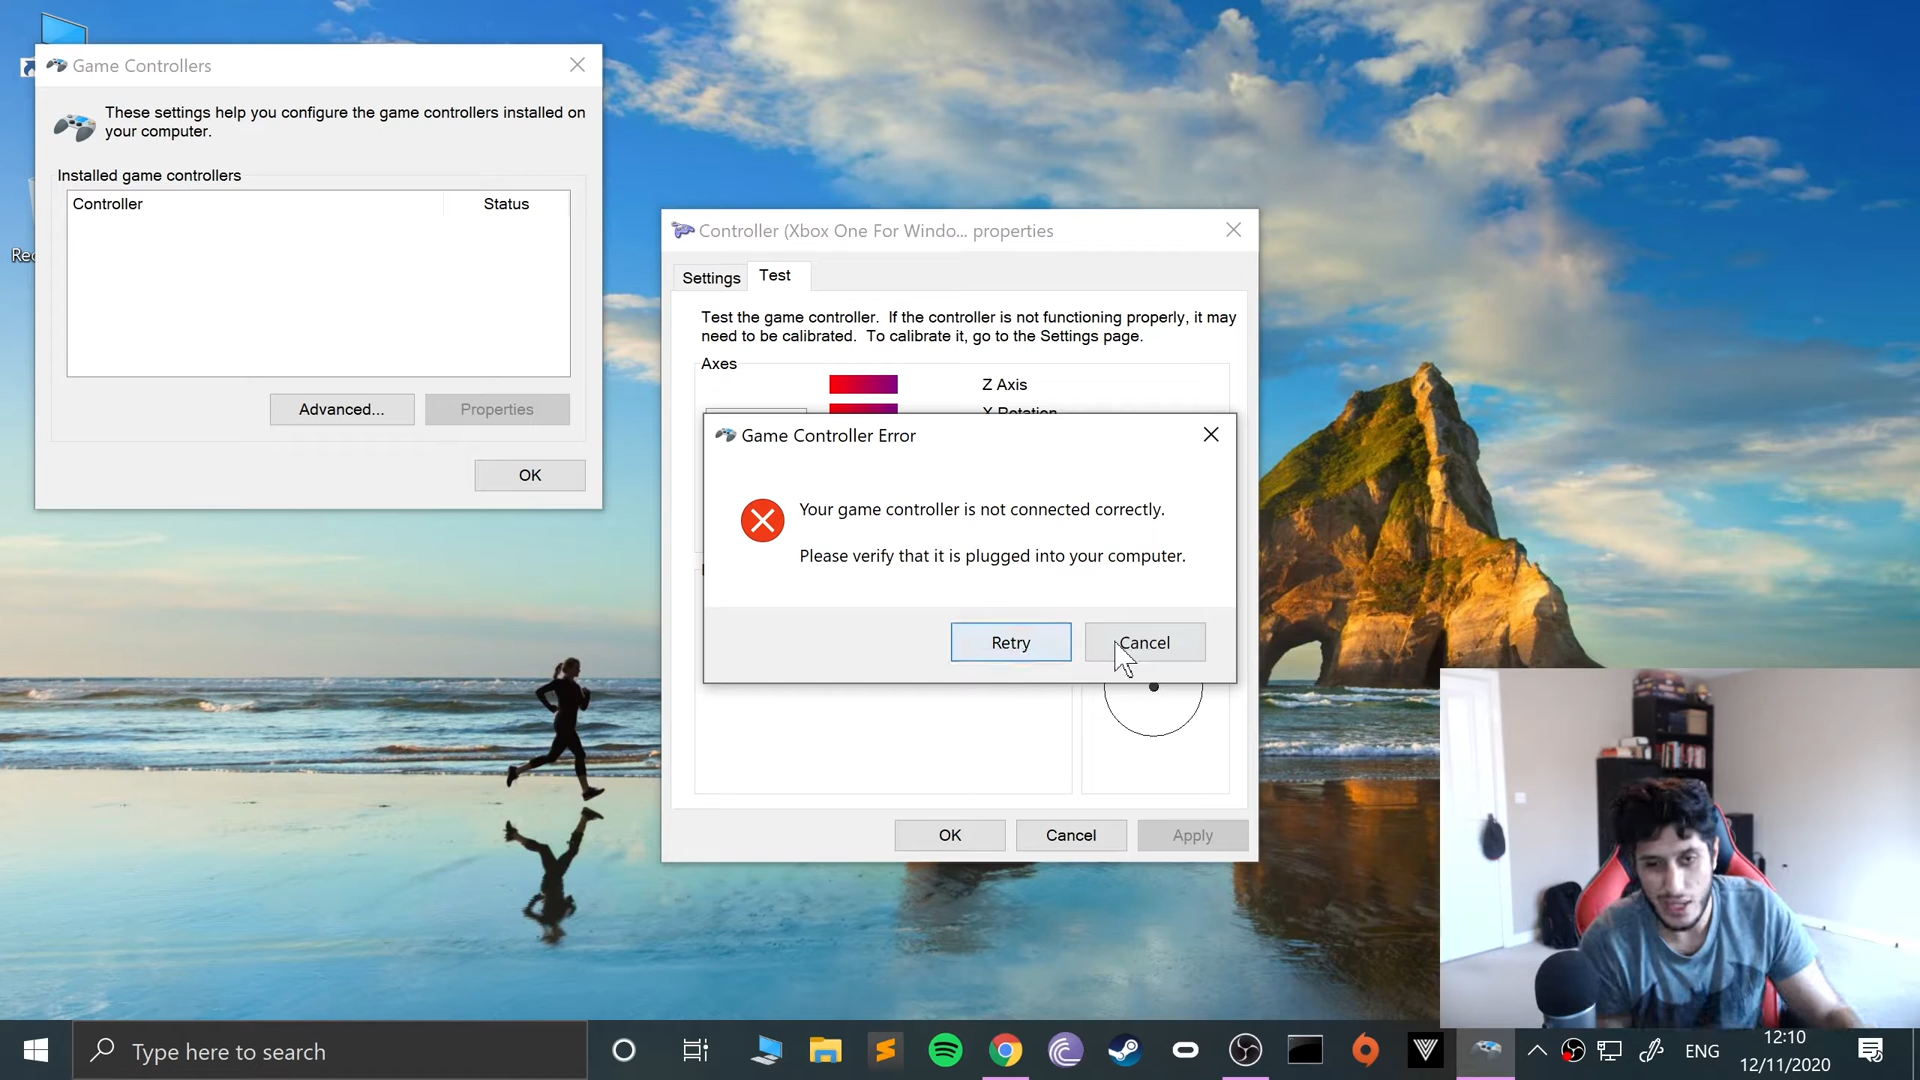 Game Controllers
These settings help you configure the game controllers installed on
your computer.
Installed game controllers
Controller Status
Advanced... Properties
OK
Controller (Xbox One For Windo... properties
Settings Test
Test the game controller. If the controller is not functioning properly, it may
need to be calibrated. To calibrate it, go to the Settings page.
Axes
Z Axis
X Rotation
Game Controller Error
Your game controller is not connected correctly.
Please verify that it is plugged into your computer.
Retry Cancel
OK Cancel Apply
Rec
Type here to search
ENG
12:10
12/11/2020